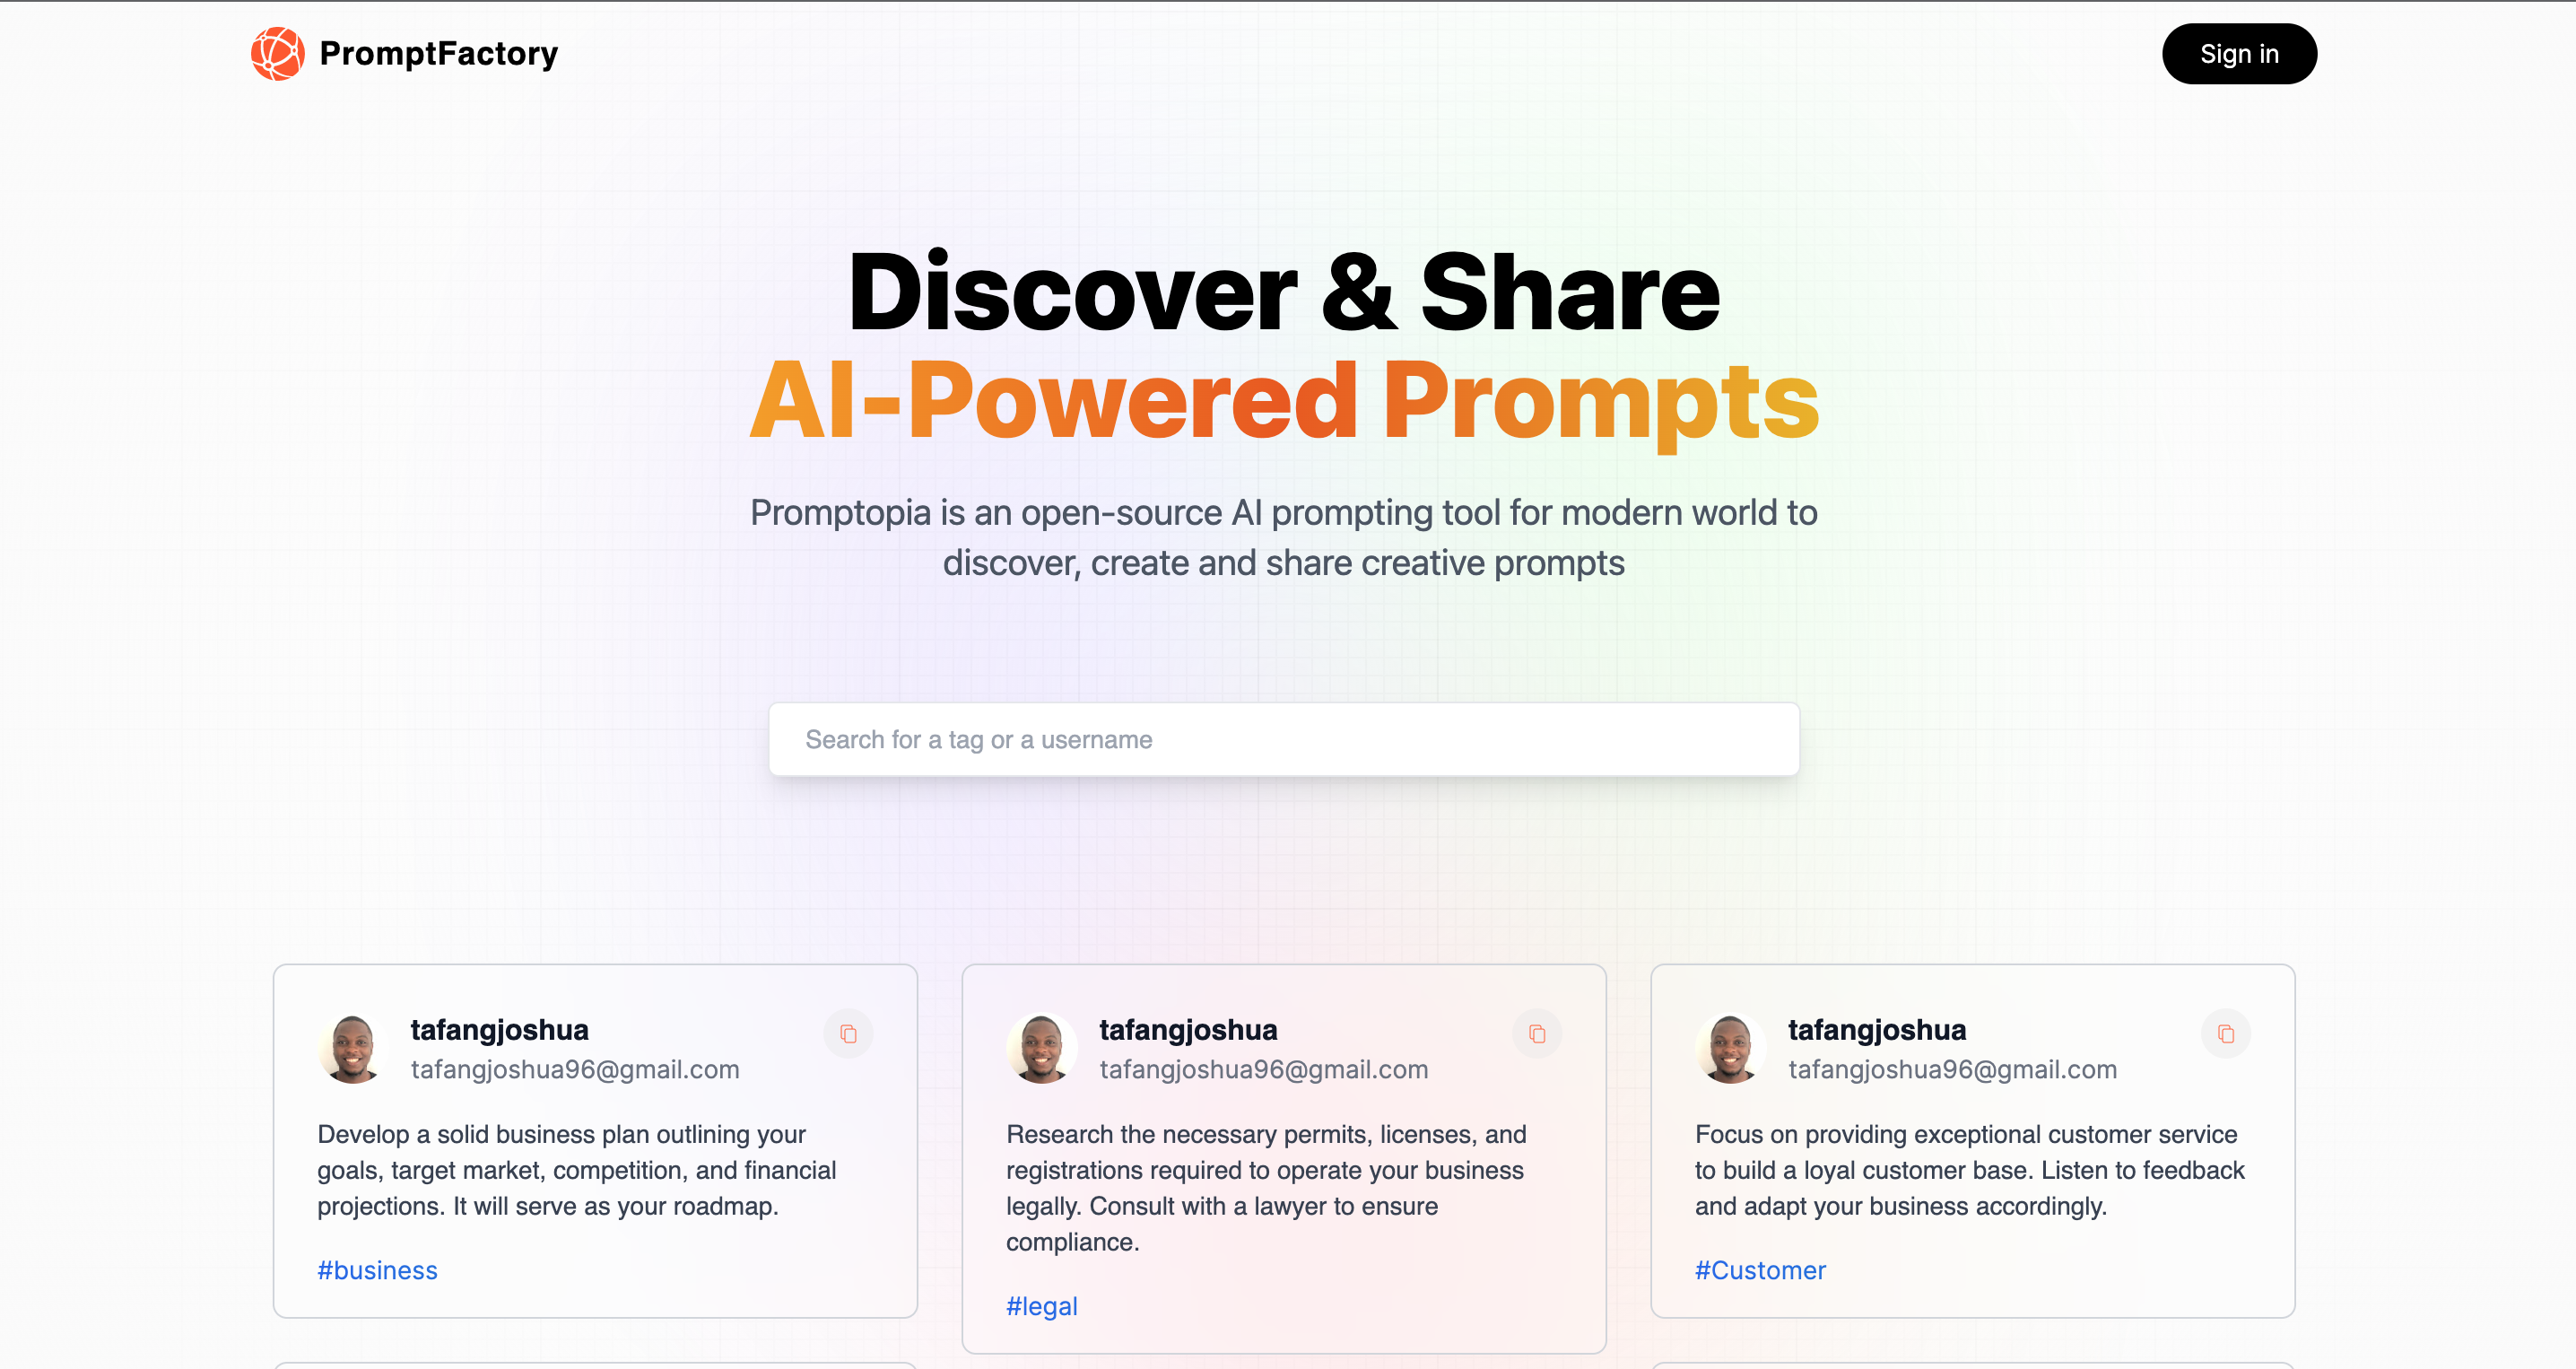 PromptFactory
Sign in
Discover & Share
AI-Powered Prompts
Promptopia is an open-source AI prompting tool for modern world to
discover, create and share creative prompts
Search for a tag or a username
tafangjoshua
tafangjoshua96@gmail.com
Develop a solid business plan outlining your
goals, target market, competition, and financial
projections. It will serve as your roadmap.
#business
tafangjoshua
tafangjoshua96@gmail.com
Research the necessary permits, licenses, and
registrations required to operate your business
legally. Consult with a lawyer to ensure
compliance.
#legal
tafangjoshua
tafangjoshua96@gmail.com
Focus on providing exceptional customer service
to build a loyal customer base. Listen to feedback
and adapt your business accordingly.
#Customer